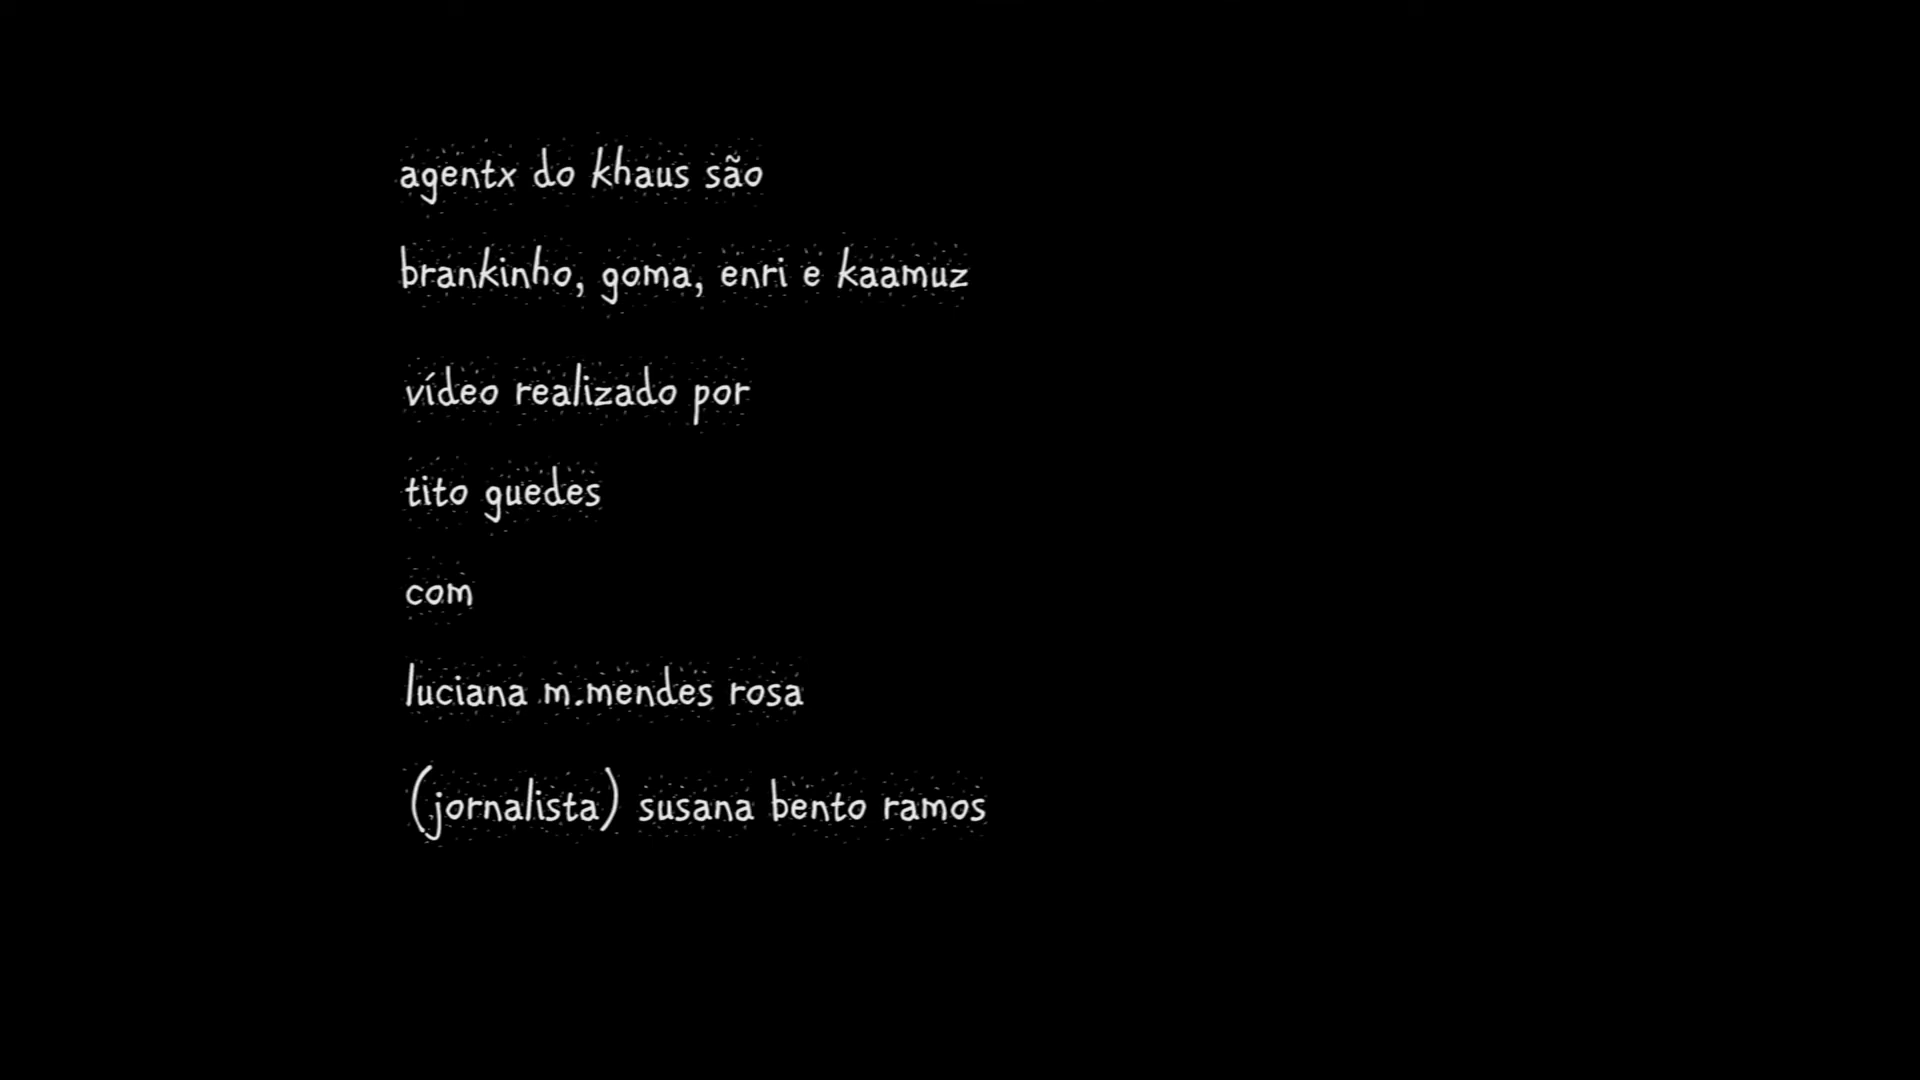 agentx do khaus são
brankinho, goma, enri e kaamuz
vídeo realizado por
tito guedes
com
luciana m.mendes rosa
(jornalista) susana bento ramos